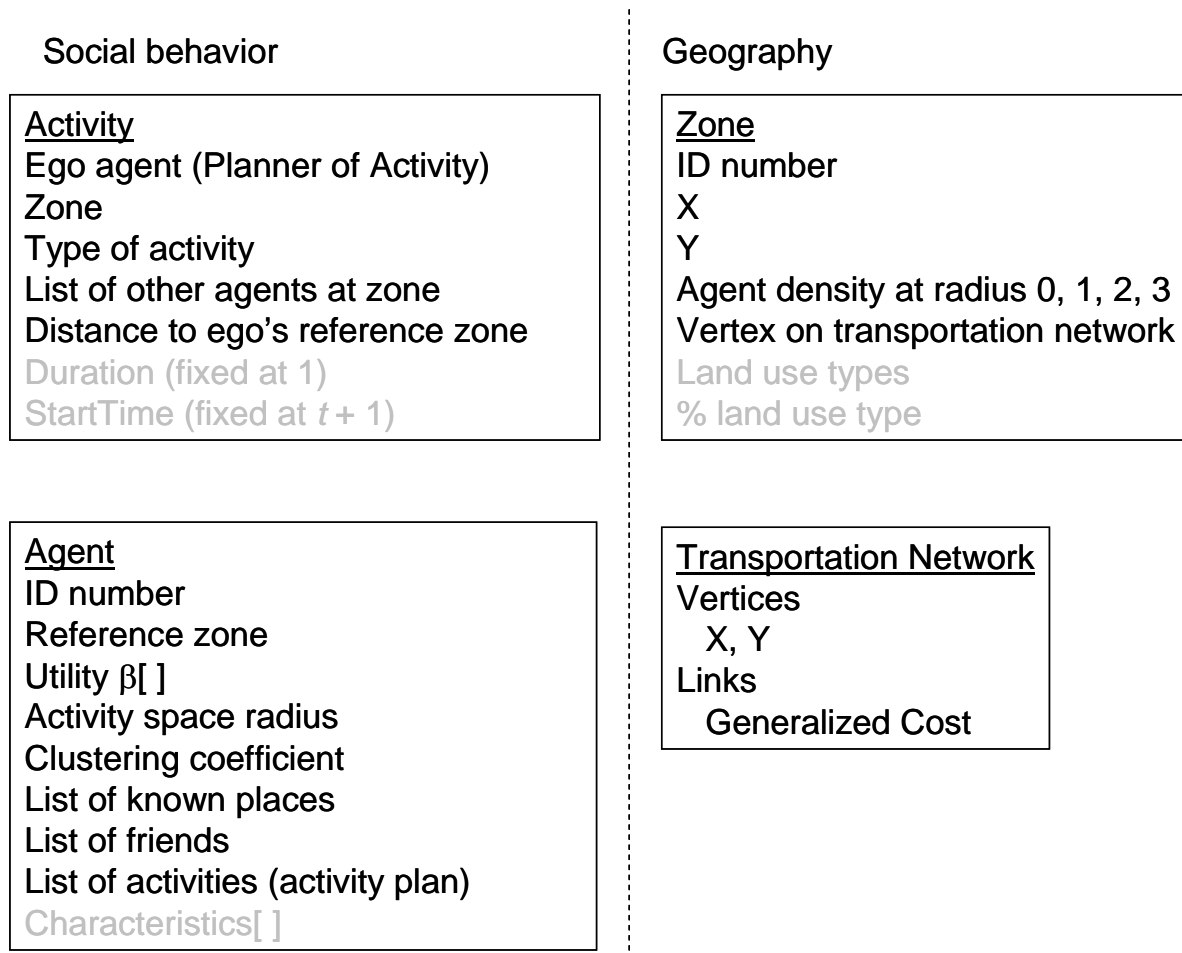 Social behavior
Activity
Ego agent (Planner of Activity)
Zone
Type of activity
List of other agents at zone
Distance to ego's reference zone
Duration (fixed at 1)
StartTime (fixed at t + 1)
Agent
ID number
Reference zone
Utility β[ ]
Activity space radius
Clustering coefficient
List of known places
List of friends
List of activities (activity plan)
Characteristics[ ]
Geography
Zone
ID number
X
Y
Agent density at radius 0, 1, 2, 3
Vertex on transportation network
Land use types
% land use type
Transportation Network
Vertices
X, Y
Links
Generalized Cost